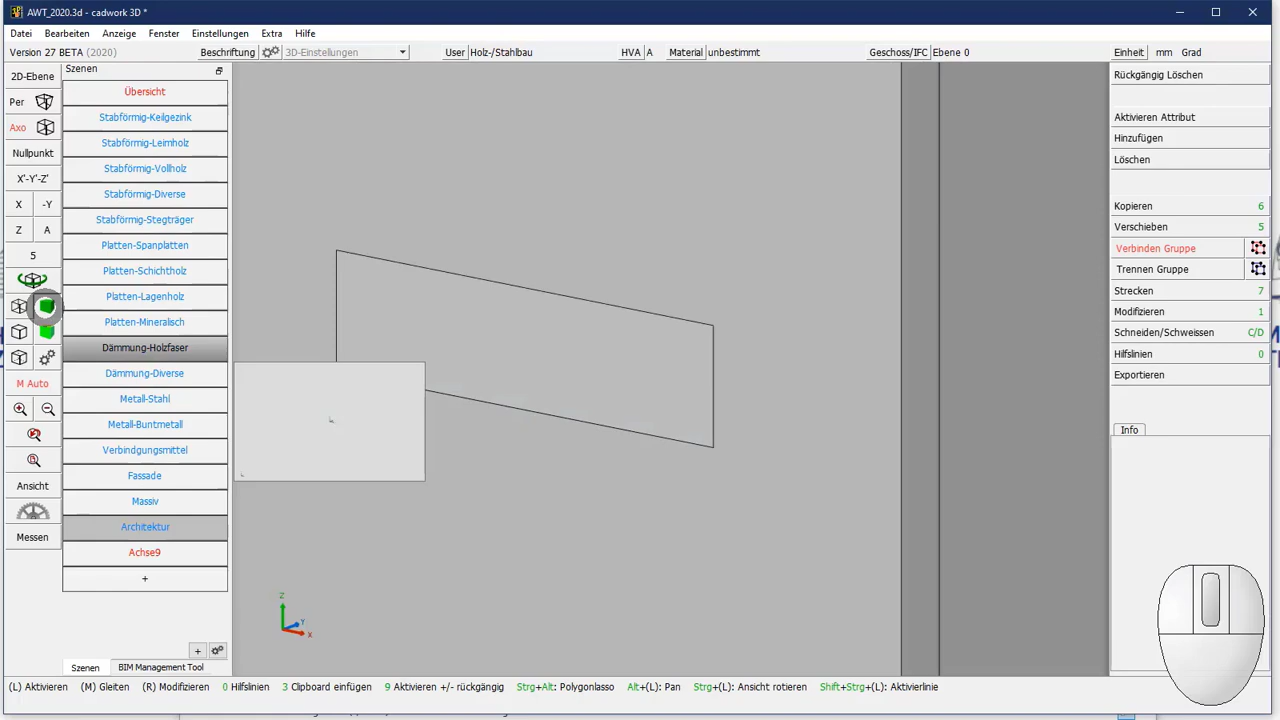 AWT_2020.3d - cadwork 3D *
Datei Bearbeiten Anzeige Fenster Einstellungen Extra Hilfe
Version 27 BETA (2020) Beschriftung 3D-Einstellungen User Holz-/Stahlbau HVA A Material unbestimmt Geschoss/IFC Ebene 0 Einheit mm Grad
2D-Ebene
Per
Axo
Nullpunkt
X'-Y'-Z'
X -Y
Z A
5
M Auto
Ansicht
Messen
Szenen
Übersicht
Stabförmig-Keilgezink
Stabförmig-Leimholz
Stabförmig-Vollholz
Stabförmig-Diverse
Stabförmig-Stegträger
Platten-Spanplatten
Platten-Schichtholz
Platten-Lagenholz
Platten-Mineralisch
Dämmung-Holzfaser
Dämmung-Diverse
Metall-Stahl
Metall-Buntmetall
Verbindgungsmittel
Fassade
Massiv
Architektur
Achse9
+
+
Szenen BIM Management Tool
Z
Y
X
Rückgängig Löschen
Aktivieren Attribut
Hinzufügen
Löschen
Kopieren 6
Verschieben 5
Verbinden Gruppe
Trennen Gruppe
Strecken 7
Modifizieren 1
Schneiden/Schweissen C/D
Hilfslinien 0
Exportieren
Info
(L) Aktivieren (M) Gleiten (R) Modifizieren 0 Hilfslinien 3 Clipboard einfügen 9 Aktivieren +/- rückgängig Strg+Alt: Polygonlasso Alt+(L): Pan Strg+(L): Ansicht rotieren Shift+Strg+(L): Aktivierlinie